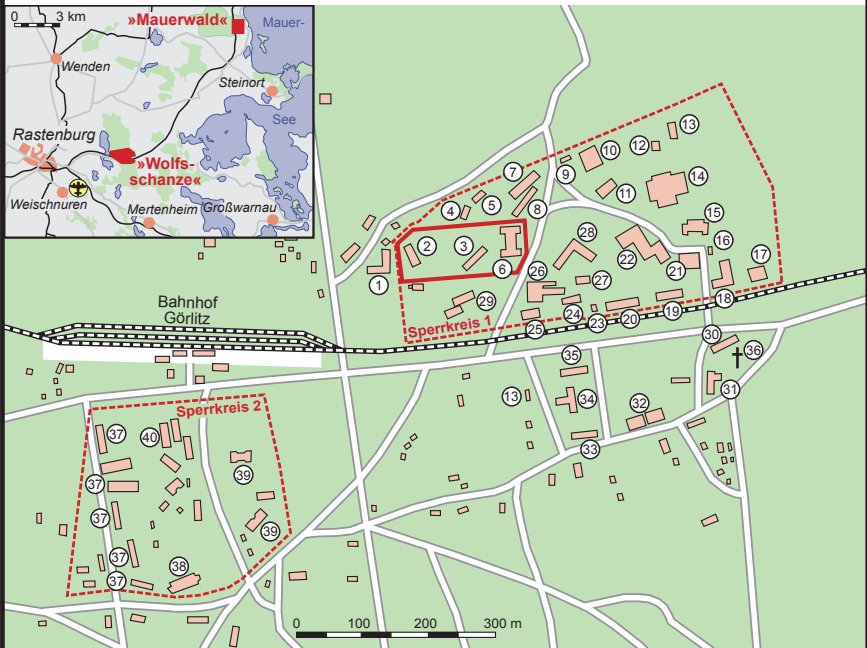 0 3 km
»Mauerwald«
Mauer-
Wenden
Steinort
See
Rastenburg
»Wolfs-
schanze«
Weischnuren
Mertenheim
Großwarnau
13
12
10
14
7
9
11
5
4
8
15
28
2
3
22
16
17
6
26
21
1
27
29
18
24
19
20
23
25
Sperrkreis 1
Bahnhof
Görlitz
30
36
35
31
13
34
32
33
Sperrkreis 2
37
40
39
37
37
39
37
38
37
0 100 200 300 m